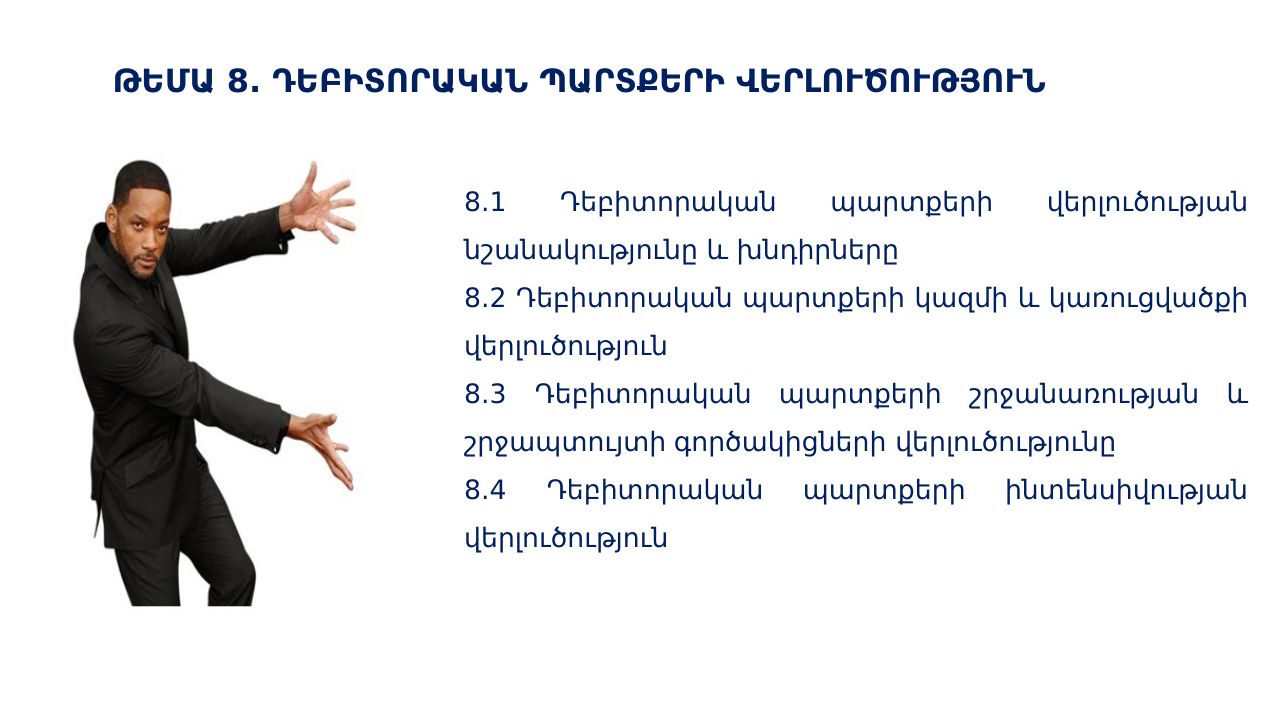 ԹԵՄԱ 8. ԴԵԲԻՏՈՐԱԿԱՆ ՊԱՐՏՔԵՐԻ ՎԵՐԼՈՒԾՈՒԹՅՈՒՆ
8.1 Դեբիտորական պարտքերի վերլուծության
նշանակությունը և խնդիրները
8.2 Դեբիտորական պարտքերի կազմի և կառուցվածքի
վերլուծություն
8.3 Դեբիտորական պարտքերի շրջանառության և
շրջապտույտի գործակիցների վերլուծությունը
8.4 Դեբիտորական պարտքերի ինտենսիվության
վերլուծություն